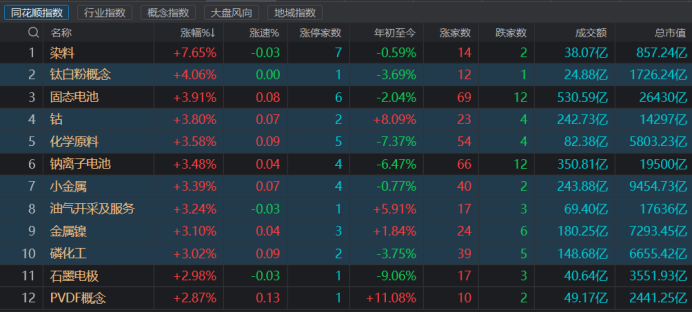 同花顺指数 行业指数 概念指数 大盘风向 地域指数
名称 涨幅%↓ 涨速% 涨停家数 年初至今 涨家数 跌家数 成交额 总市值
1 染料 +7.65% -0.03 7 -0.59% 14 2 38.07亿 857.24亿
2 钛白粉概念 +4.06% 0.00 1 -3.69% 12 1 24.88亿 1726.24亿
3 固态电池 +3.91% 0.08 6 -2.04% 69 12 530.59亿 26430亿
4 钴 +3.80% 0.07 2 +8.09% 23 4 242.73亿 14297亿
5 化学原料 +3.58% 0.09 5 -7.37% 54 4 82.38亿 5803.23亿
6 钠离子电池 +3.48% 0.04 4 -6.47% 66 12 350.81亿 19500亿
7 小金属 +3.39% 0.07 4 -0.77% 40 2 243.88亿 9454.73亿
8 油气开采及服务 +3.24% -0.03 1 +5.91% 17 3 69.40亿 17636亿
9 金属镍 +3.10% 0.04 3 +1.84% 24 6 180.25亿 7293.45亿
10 磷化工 +3.02% 0.09 2 -3.75% 39 5 148.68亿 6655.42亿
11 石墨电极 +2.98% -0.03 1 -9.06% 17 3 40.64亿 3551.93亿
12 PVDF概念 +2.87% 0.13 1 +11.08% 10 2 49.17亿 2441.25亿